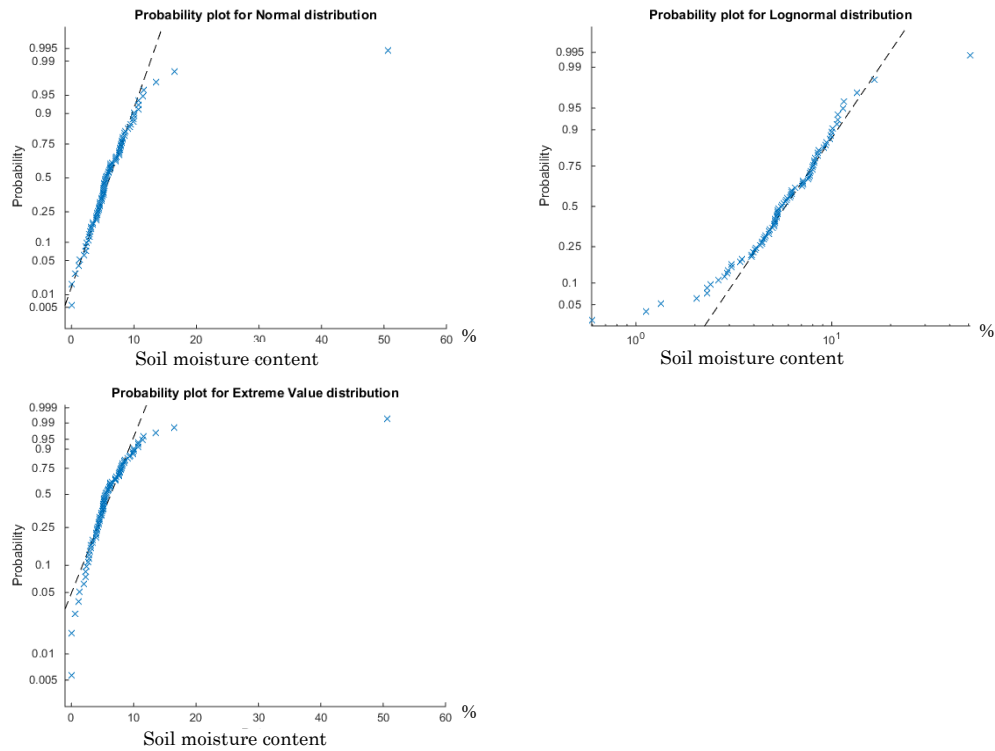 Probability plot for Normal distribution
0.995
0.99
0.95
0.9
0.75
0.5
0.25
0.1
0.05
0.01
0.005
Probability
0 10 20 30 40 50 60 %
Soil moisture content
Probability plot for Lognormal distribution
0.995
0.99
0.95
0.9
0.75
0.5
0.25
0.1
0.05
Probability
10⁰ 10¹ %
Soil moisture content
Probability plot for Extreme Value distribution
0.999
0.99
0.95
0.9
0.75
0.5
0.25
0.1
0.05
0.01
0.005
Probability
0 10 20 30 40 50 60 %
Soil moisture content